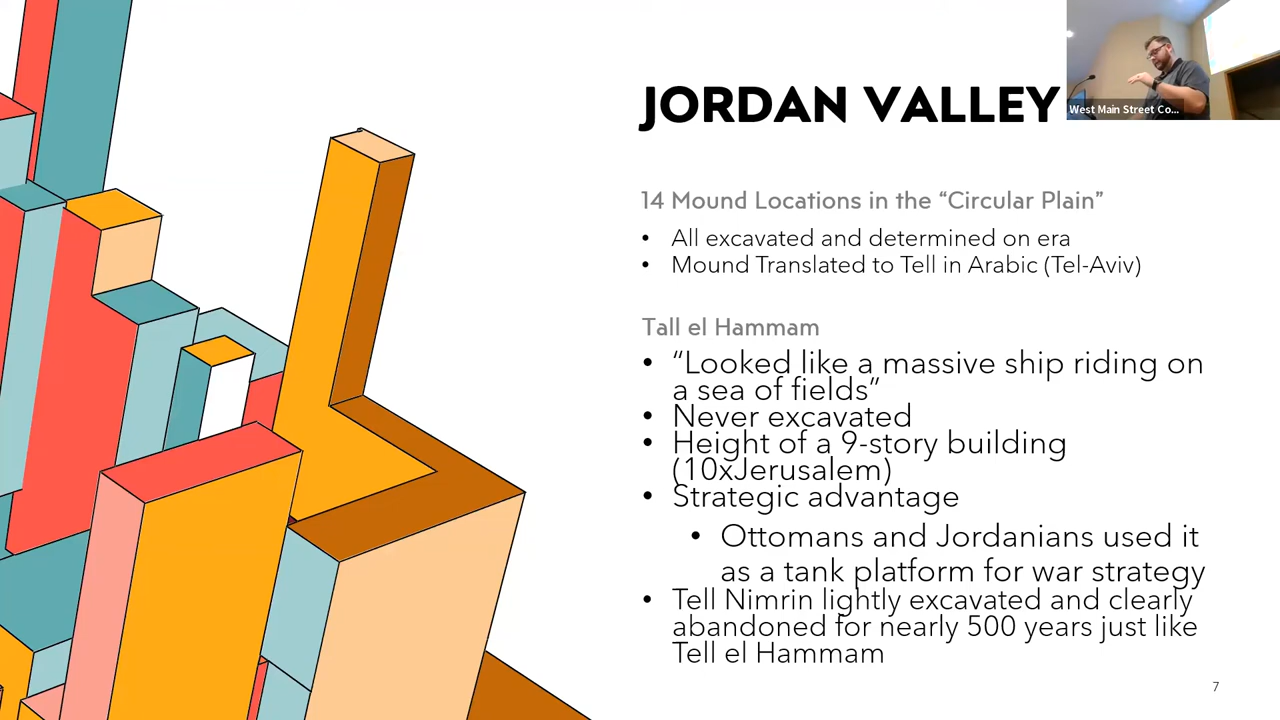 JORDAN VALLEY
West Main Street Co...
14 Mound Locations in the “Circular Plain”
• All excavated and determined on era
• Mound Translated to Tell in Arabic (Tel-Aviv)
Tall el Hammam
• “Looked like a massive ship riding on
a sea of fields”
• Never excavated
• Height of a 9-story building
(10xJerusalem)
• Strategic advantage
• Ottomans and Jordanians used it
as a tank platform for war strategy
• Tell Nimrin lightly excavated and clearly
abandoned for nearly 500 years just like
Tell el Hammam
7